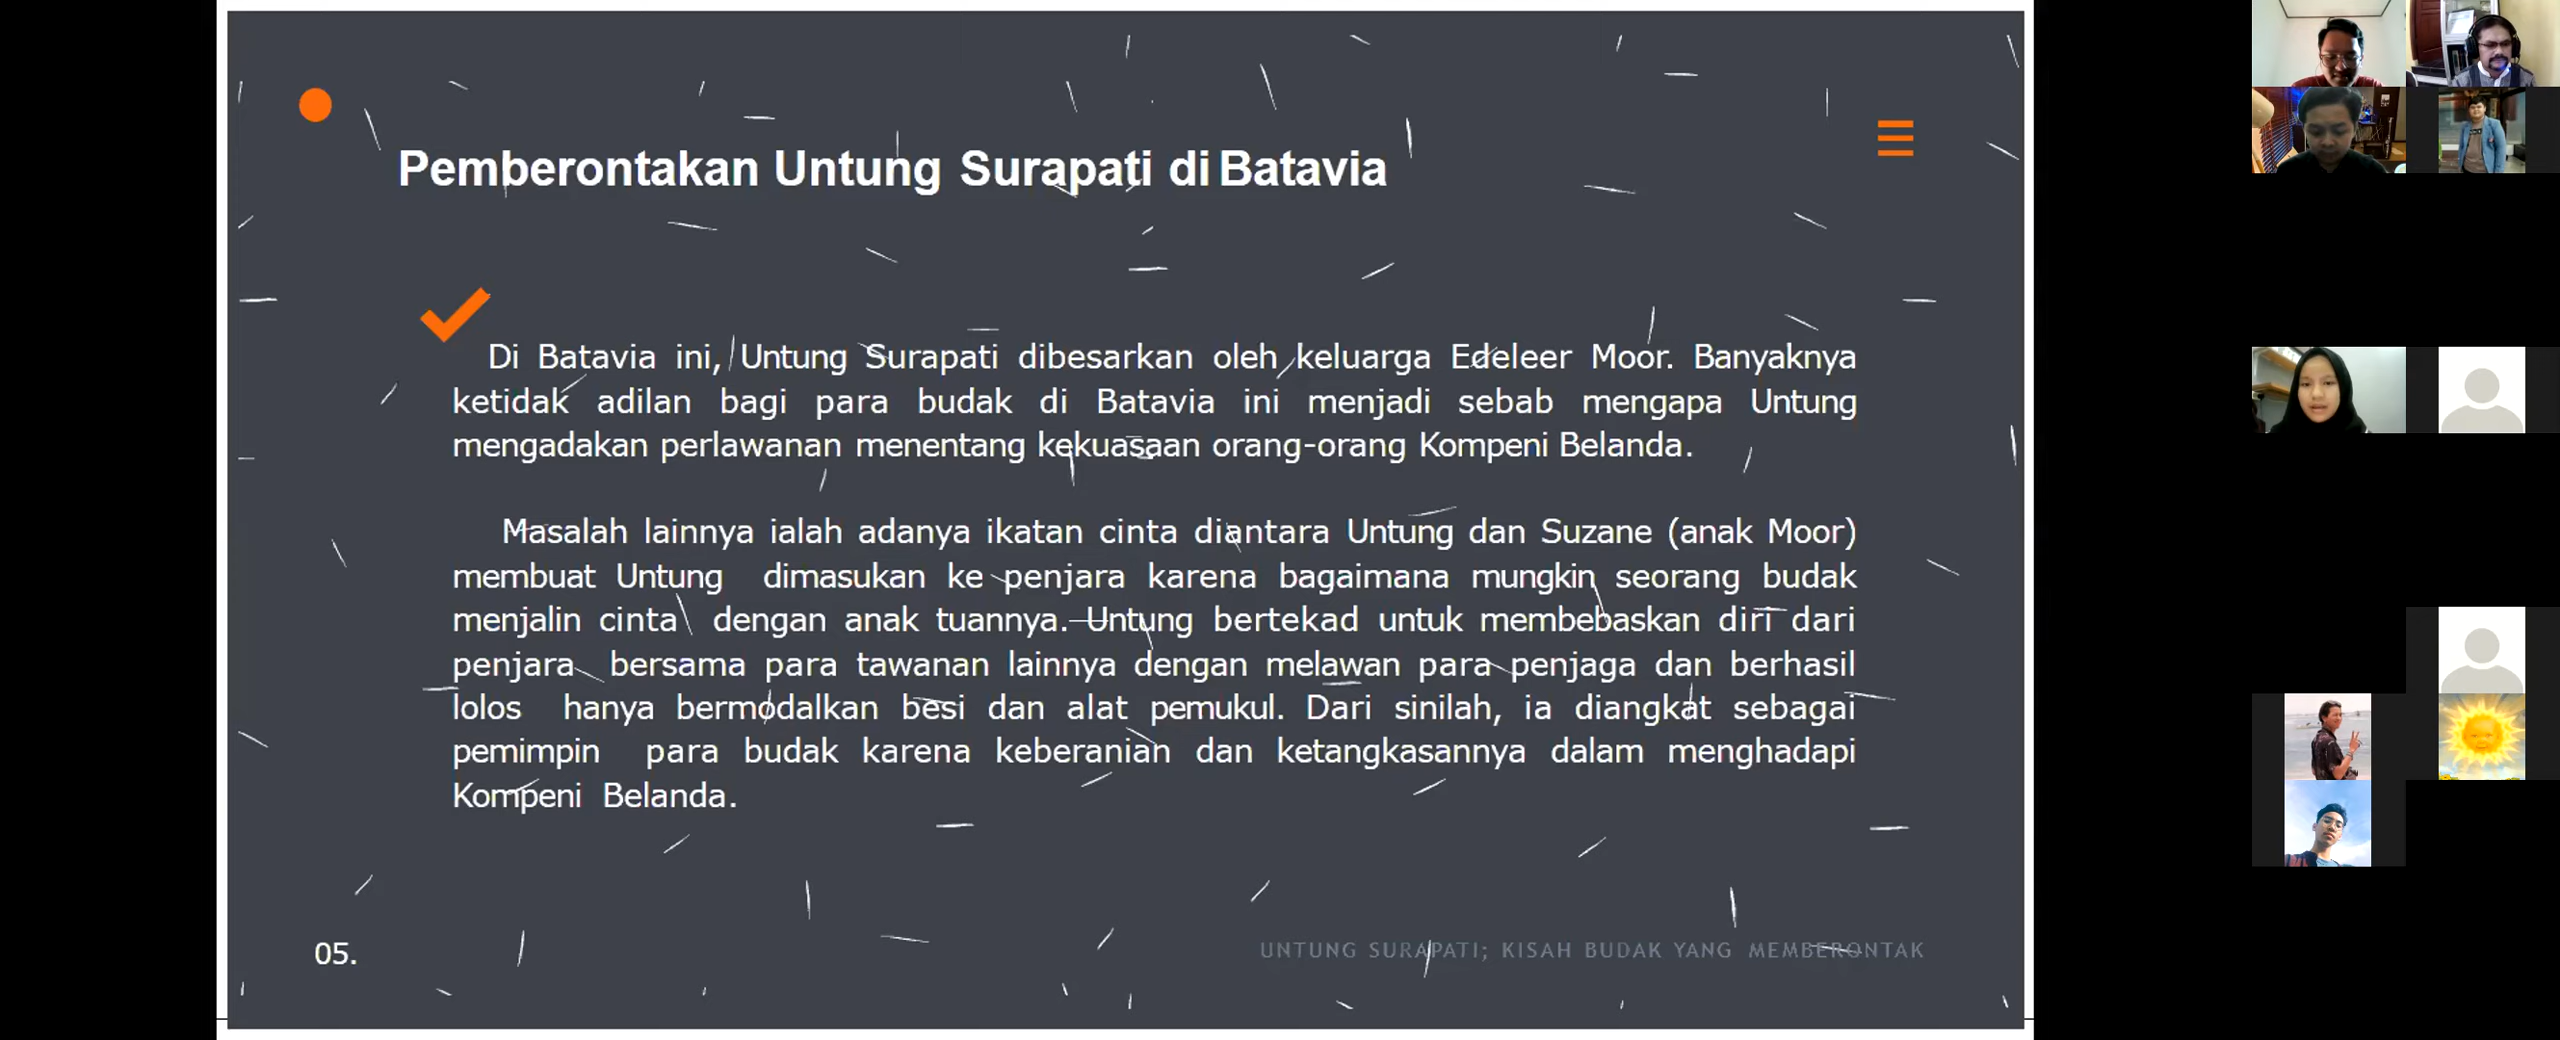 Pemberontakan Untung Surapati di Batavia
Di Batavia ini, Untung Surapati dibesarkan oleh keluarga Edeleer Moor. Banyaknya
ketidak adilan bagi para budak di Batavia ini menjadi sebab mengapa Untung
mengadakan perlawanan menentang kekuasaan orang-orang Kompeni Belanda.
Masalah lainnya ialah adanya ikatan cinta diantara Untung dan Suzane (anak Moor)
membuat Untung dimasukan ke penjara karena bagaimana mungkin seorang budak
menjalin cinta dengan anak tuannya. Untung bertekad untuk membebaskan diri dari
penjara bersama para tawanan lainnya dengan melawan para penjaga dan berhasil
lolos hanya bermodalkan besi dan alat pemukul. Dari sinilah, ia diangkat sebagai
pemimpin para budak karena keberanian dan ketangkasannya dalam menghadapi
Kompeni Belanda.
05.
UNTUNG SURAPATI; KISAH BUDAK YANG MEMBERONTAK